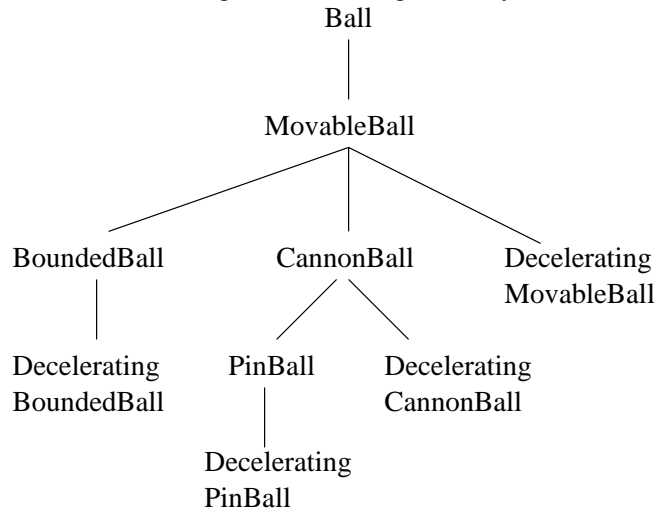 Ball
MovableBall
BoundedBall
CannonBall
Decelerating
MovableBall
Decelerating
BoundedBall
PinBall
Decelerating
CannonBall
Decelerating
PinBall